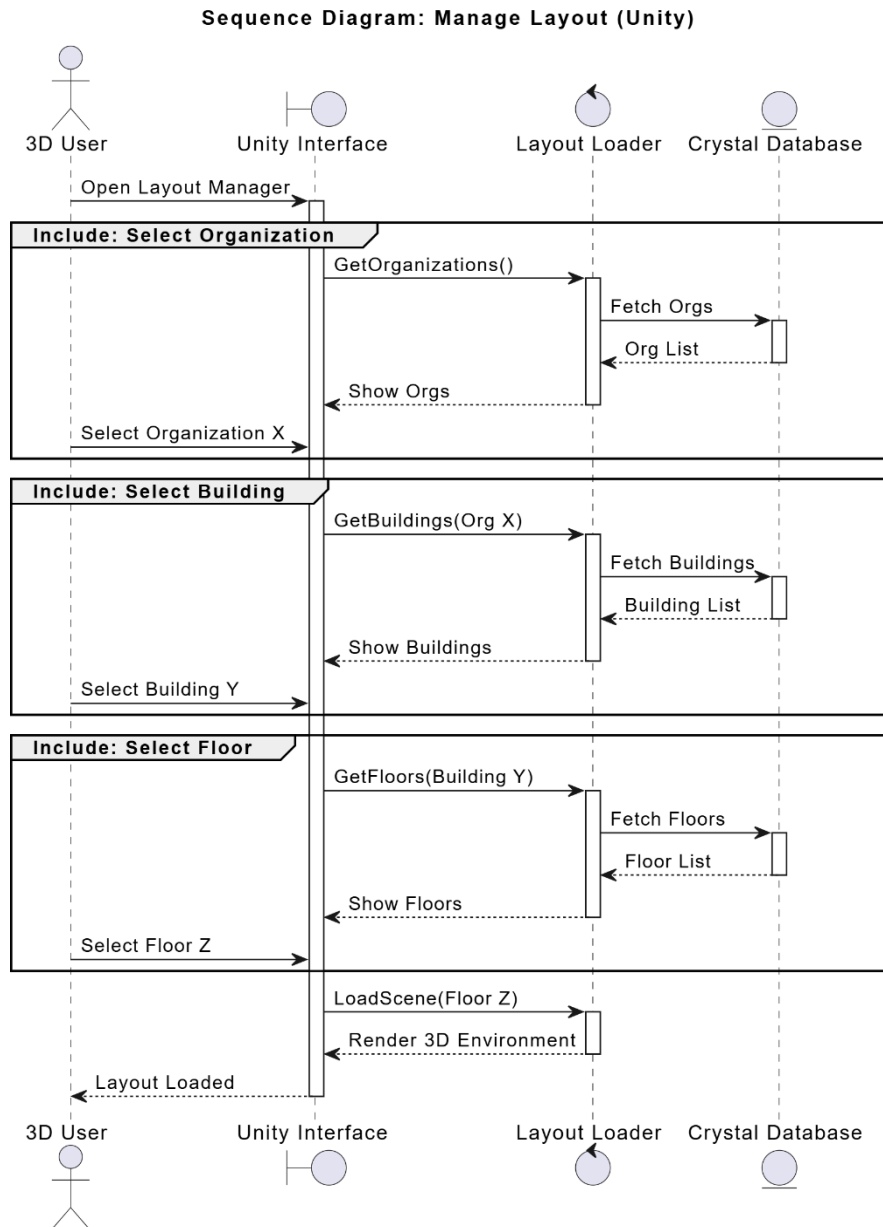 Sequence Diagram: Manage Layout (Unity)
3D User Unity Interface Layout Loader Crystal Database
Open Layout Manager
Include: Select Organization
GetOrganizations()
Fetch Orgs
Org List
Show Orgs
Select Organization X
Include: Select Building
GetBuildings(Org X)
Fetch Buildings
Building List
Show Buildings
Select Building Y
Include: Select Floor
GetFloors(Building Y)
Fetch Floors
Floor List
Show Floors
Select Floor Z
LoadScene(Floor Z)
Render 3D Environment
Layout Loaded
3D User Unity Interface Layout Loader Crystal Database